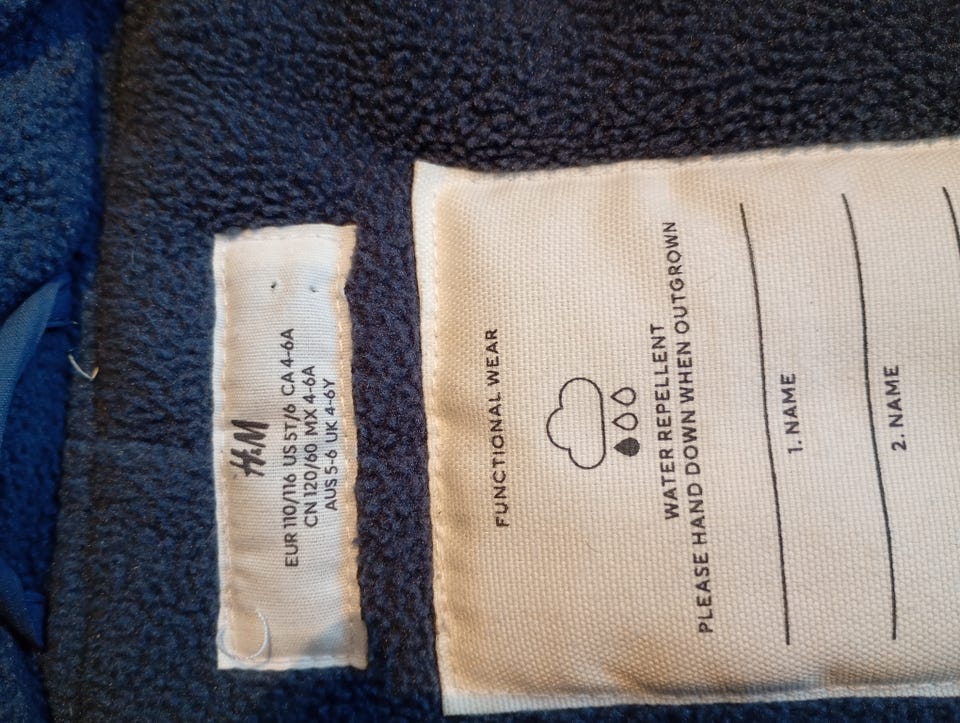 H&M
EUR 110/116 US 5T/6 CA 4-6A
CN 120/60 MX 4-6A
AUS 5-6 UK 4-6Y
FUNCTIONAL WEAR
WATER REPELLENT
PLEASE HAND DOWN WHEN OUTGROWN
1. NAME
2. NAME